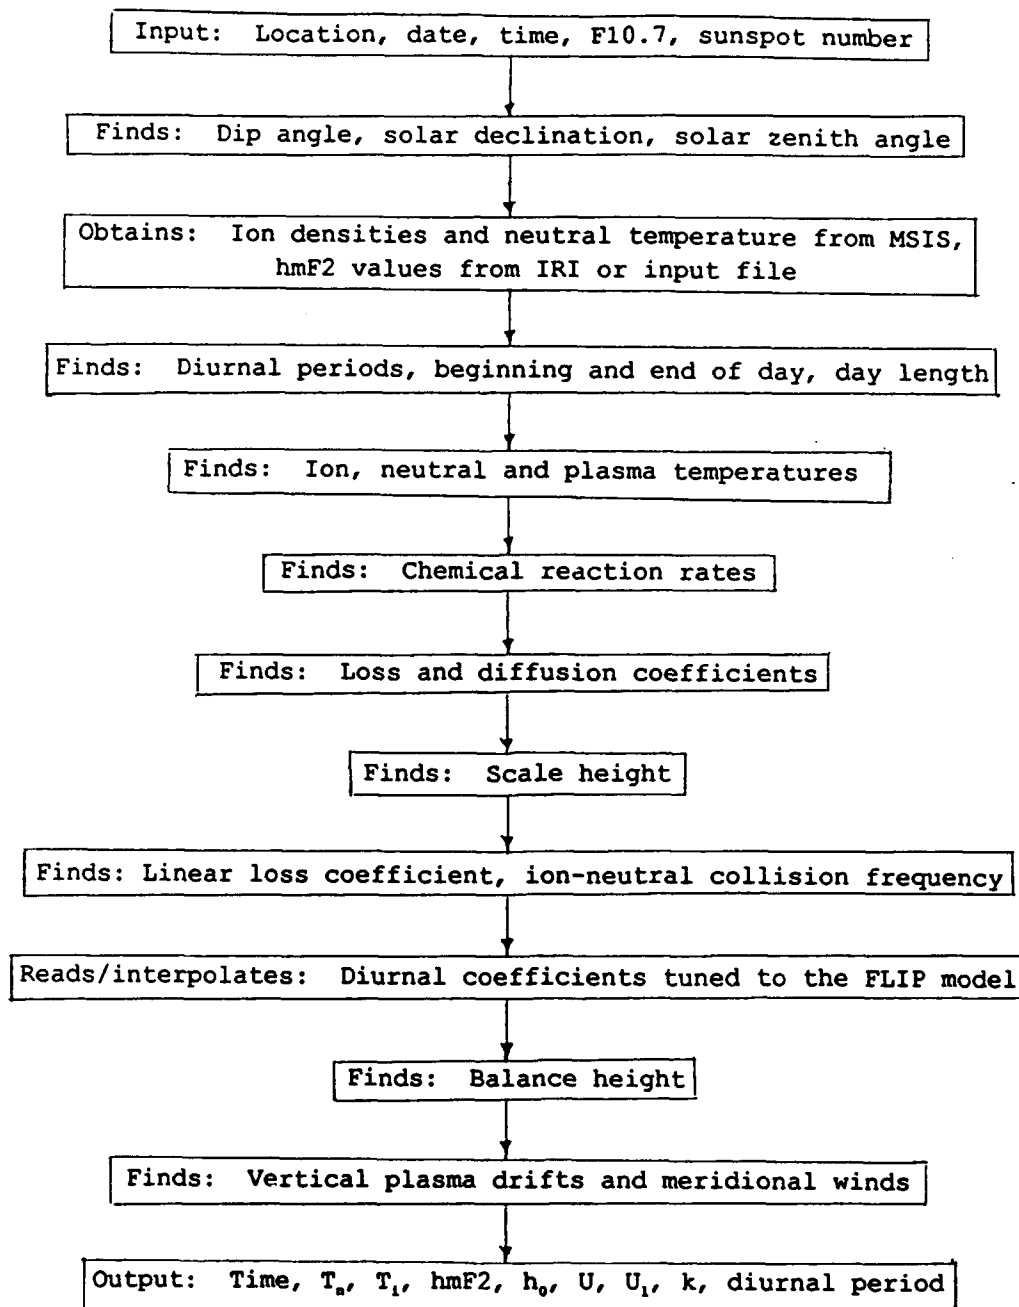 Input: Location, date, time, F10.7, sunspot number
Finds: Dip angle, solar declination, solar zenith angle
Obtains: Ion densities and neutral temperature from MSIS,
hmF2 values from IRI or input file
Finds: Diurnal periods, beginning and end of day, day length
Finds: Ion, neutral and plasma temperatures
Finds: Chemical reaction rates
Finds: Loss and diffusion coefficients
Finds: Scale height
Finds: Linear loss coefficient, ion-neutral collision frequency
Reads/interpolates: Diurnal coefficients tuned to the FLIP model
Finds: Balance height
Finds: Vertical plasma drifts and meridional winds
Output: Time, Tₙ, Tᵢ, hmF2, h₀, U, Uᵢ, k, diurnal period